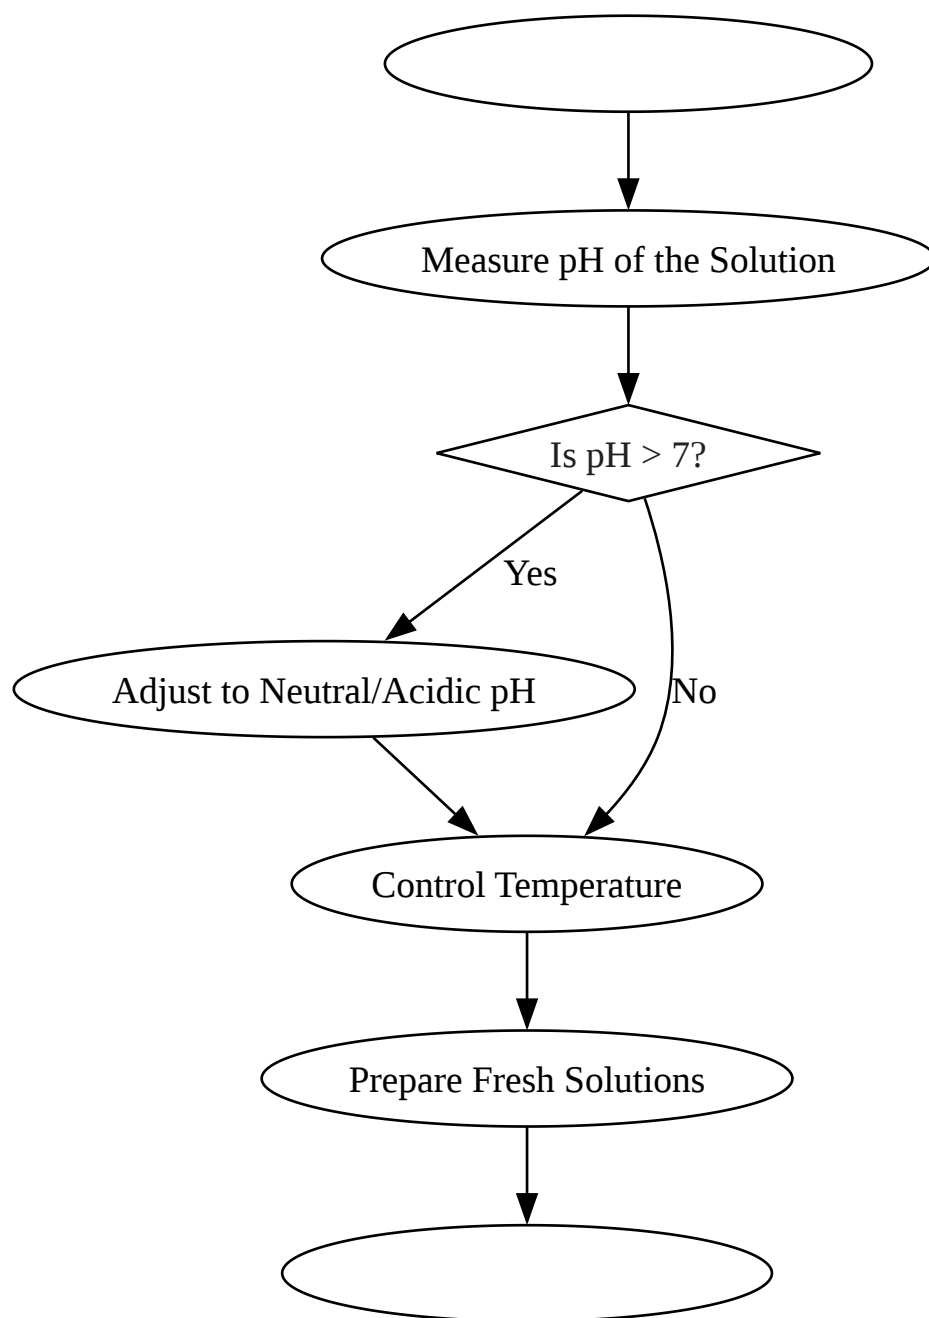 Measure pH of the Solution
Is pH > 7?
Yes
Adjust to Neutral/Acidic pH
No
Control Temperature
Prepare Fresh Solutions